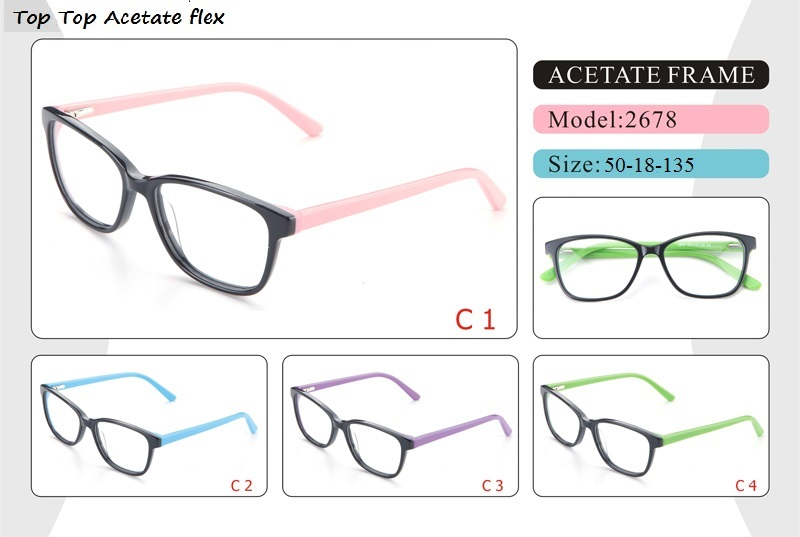 Top Top Acetate flex
ACETATE FRAME
Model:2678
Size: 50-18-135
C 1
C 2
C 3
C 4